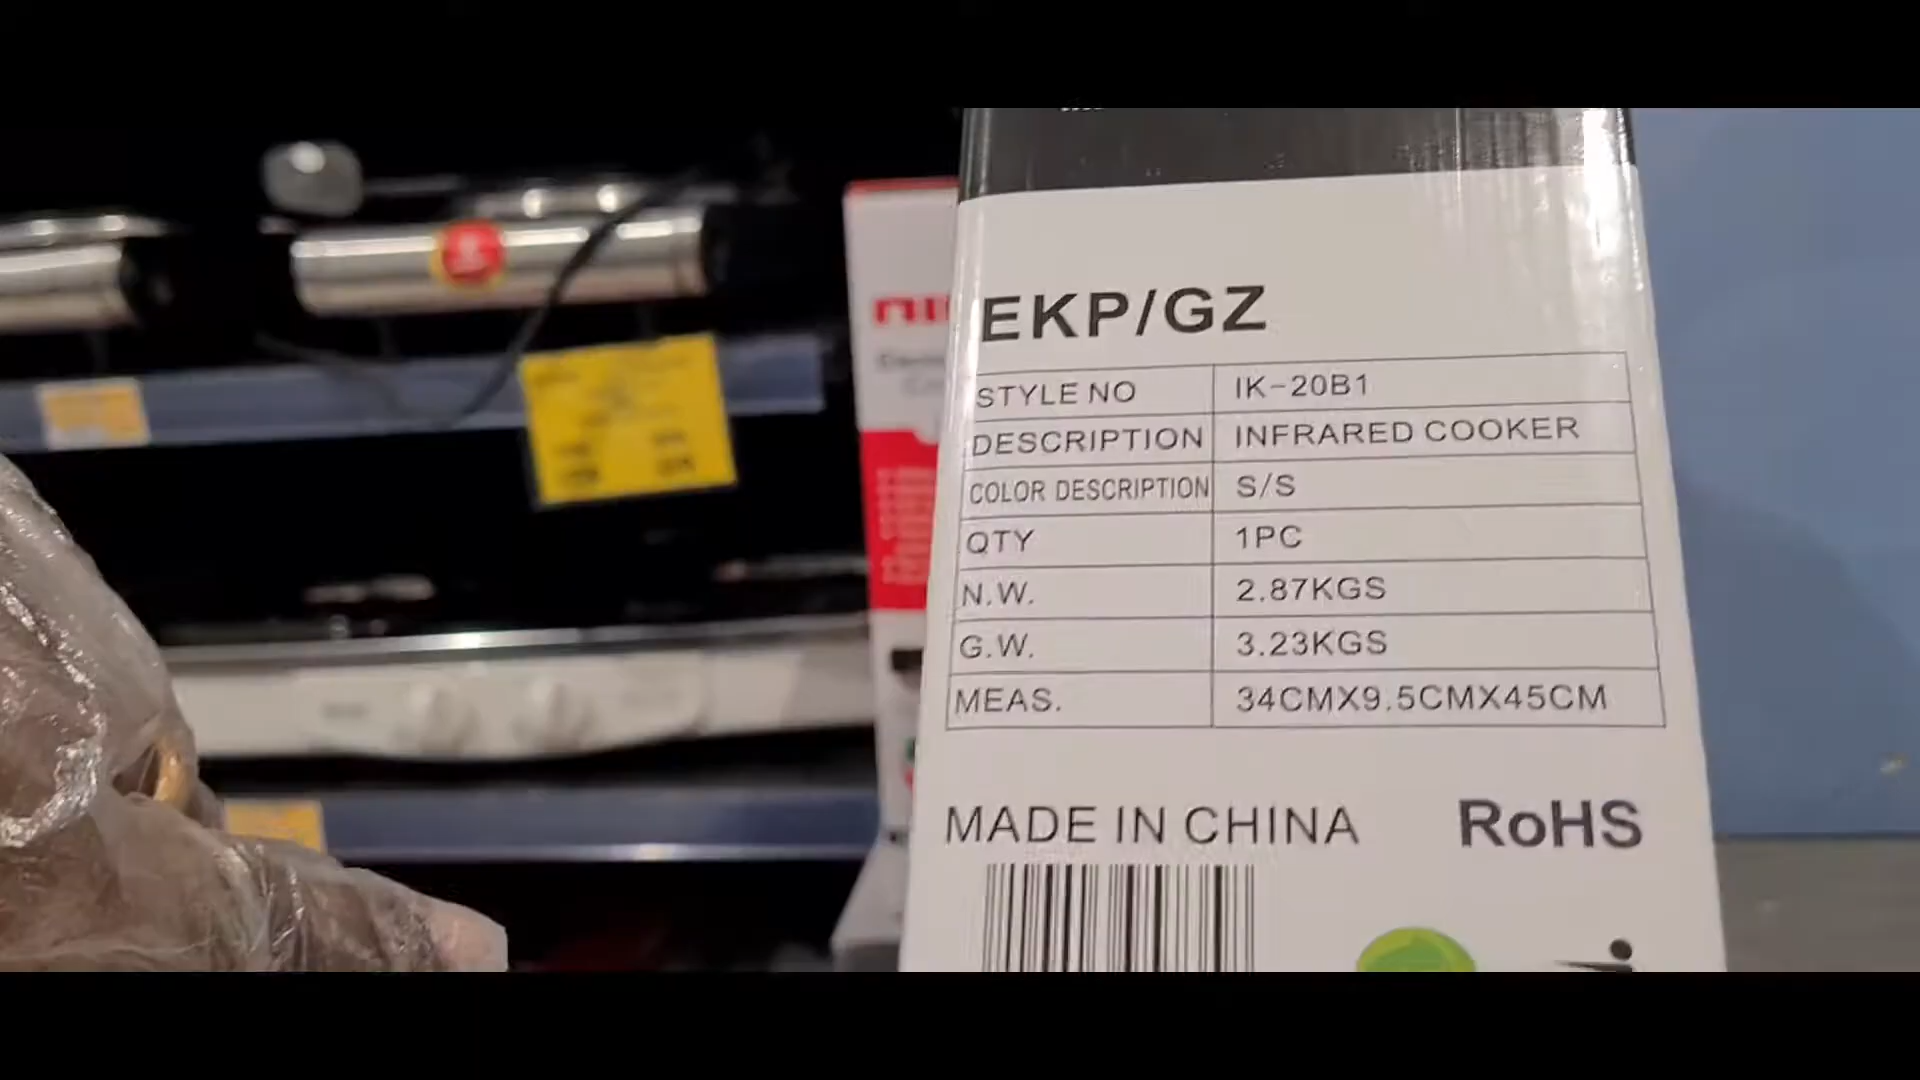 EKP/GZ
STYLE NO IK-20B1
DESCRIPTION INFRARED COOKER
COLOR DESCRIPTION S/S
QTY 1PC
N.W. 2.87KGS
G.W. 3.23KGS
MEAS. 34CMX9.5CMX45CM
MADE IN CHINA RoHS